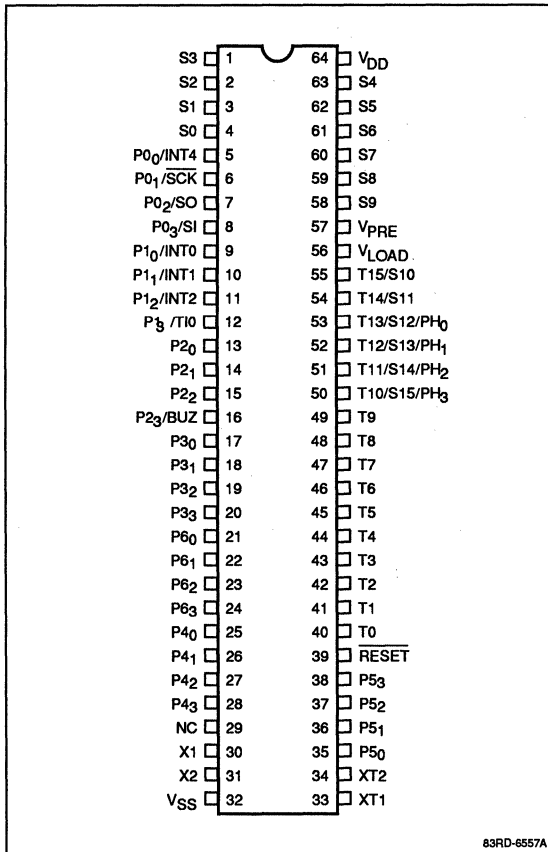 S3 1 64 VDD
S2 2 63 S4
S1 3 62 S5
S0 4 61 S6
P00/INT4 5 60 S7
P01/S̅C̅K̅ 6 59 S8
P02/SO 7 58 S9
P03/SI 8 57 VPRE
P10/INT0 9 56 VLOAD
P11/INT1 10 55 T15/S10
P12/INT2 11 54 T14/S11
P13 /TI0 12 53 T13/S12/PH0
P20 13 52 T12/S13/PH1
P21 14 51 T11/S14/PH2
P22 15 50 T10/S15/PH3
P23/BUZ 16 49 T9
P30 17 48 T8
P31 18 47 T7
P32 19 46 T6
P33 20 45 T5
P60 21 44 T4
P61 22 43 T3
P62 23 42 T2
P63 24 41 T1
P40 25 40 T0
P41 26 39 R̅E̅S̅E̅T̅
P42 27 38 P53
P43 28 37 P52
NC 29 36 P51
X1 30 35 P50
X2 31 34 XT2
VSS 32 33 XT1
83RD-6557A